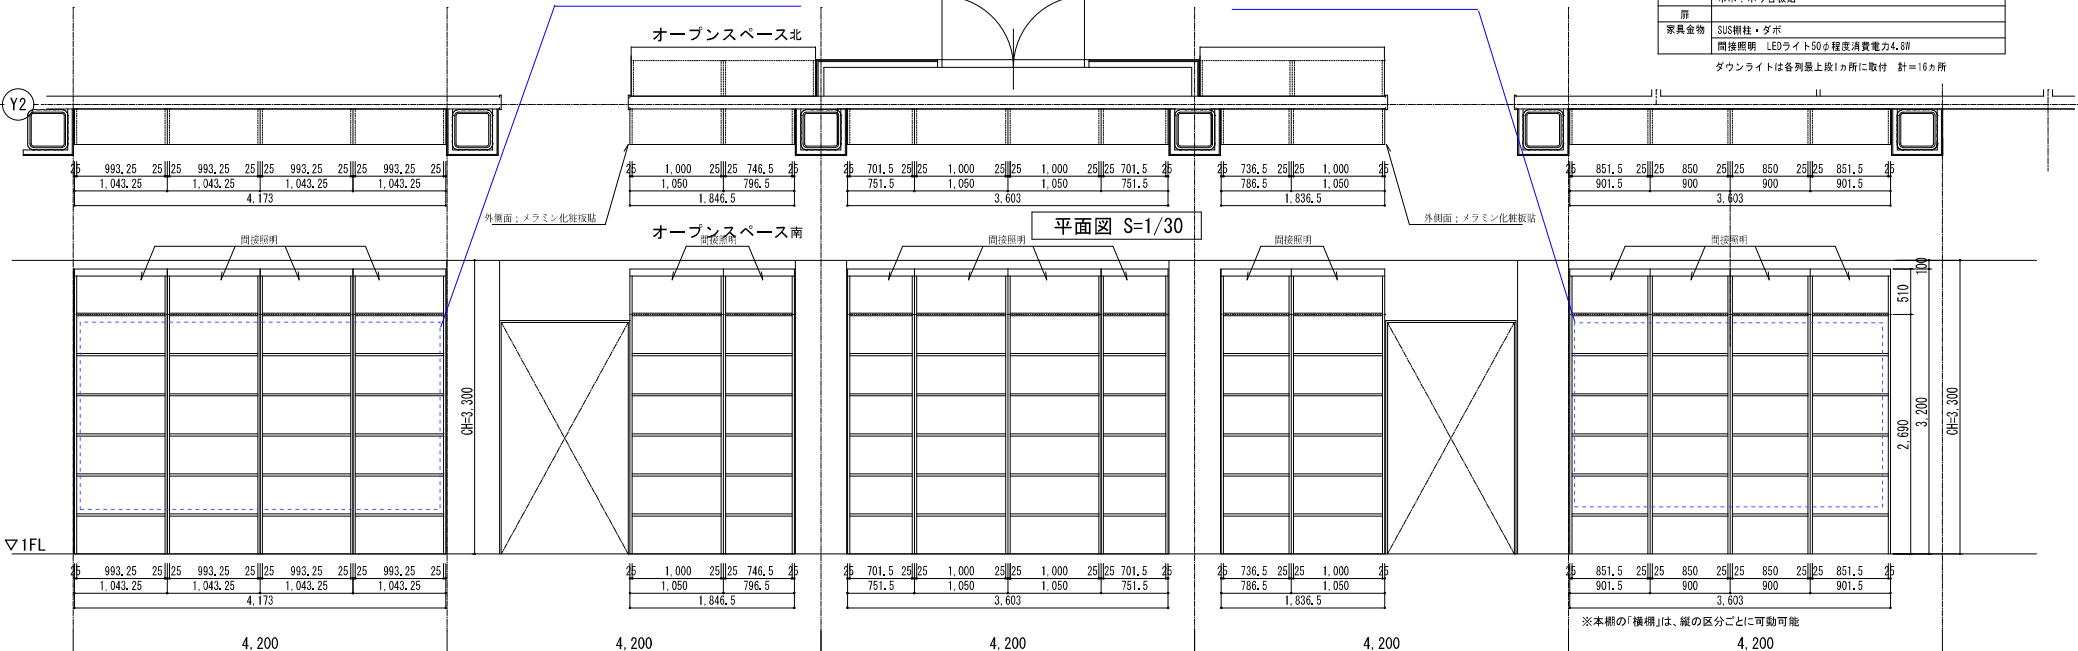 オープンスペース北
扉
家具金物 SUS棚柱・ダボ
間接照明 LEDライト50φ程度消費電力4.8W
ダウンライトは各列最上段1ヵ所に取付 計=16ヵ所
Y2
25 993.25 25 25 993.25 25 25 993.25 25 25 993.25 25
1,043.25 1,043.25 1,043.25 1,043.25
4,173
25 1,000 25 25 746.5 25
1,050 796.5
1,846.5
25 701.5 25 25 1,000 25 25 1,000 25 25 701.5 25
751.5 1,050 1,050 751.5
3,603
25 736.5 25 25 1,000 25
786.5 1,050
1,836.5
25 851.5 25 25 850 25 25 850 25 25 851.5 25
901.5 900 900 901.5
3,603
外側面；メラミン化粧板貼
平面図 S=1/30
外側面；メラミン化粧板貼
オープンスペース南
間接照明
間接照明
間接照明
間接照明
間接照明
100
510
2,690
3,200
CH=3,300
CH=3,300
▽1FL
25 993.25 25 25 993.25 25 25 993.25 25 25 993.25 25
1,043.25 1,043.25 1,043.25 1,043.25
4,173
25 1,000 25 25 746.5 25
1,050 796.5
1,846.5
25 701.5 25 25 1,000 25 25 1,000 25 25 701.5 25
751.5 1,050 1,050 751.5
3,603
25 736.5 25 25 1,000 25
786.5 1,050
1,836.5
25 851.5 25 25 850 25 25 850 25 25 851.5 25
901.5 900 900 901.5
3,603
※本棚の「横棚」は、縦の区分ごとに可動可能
4,200 4,200 4,200 4,200 4,200